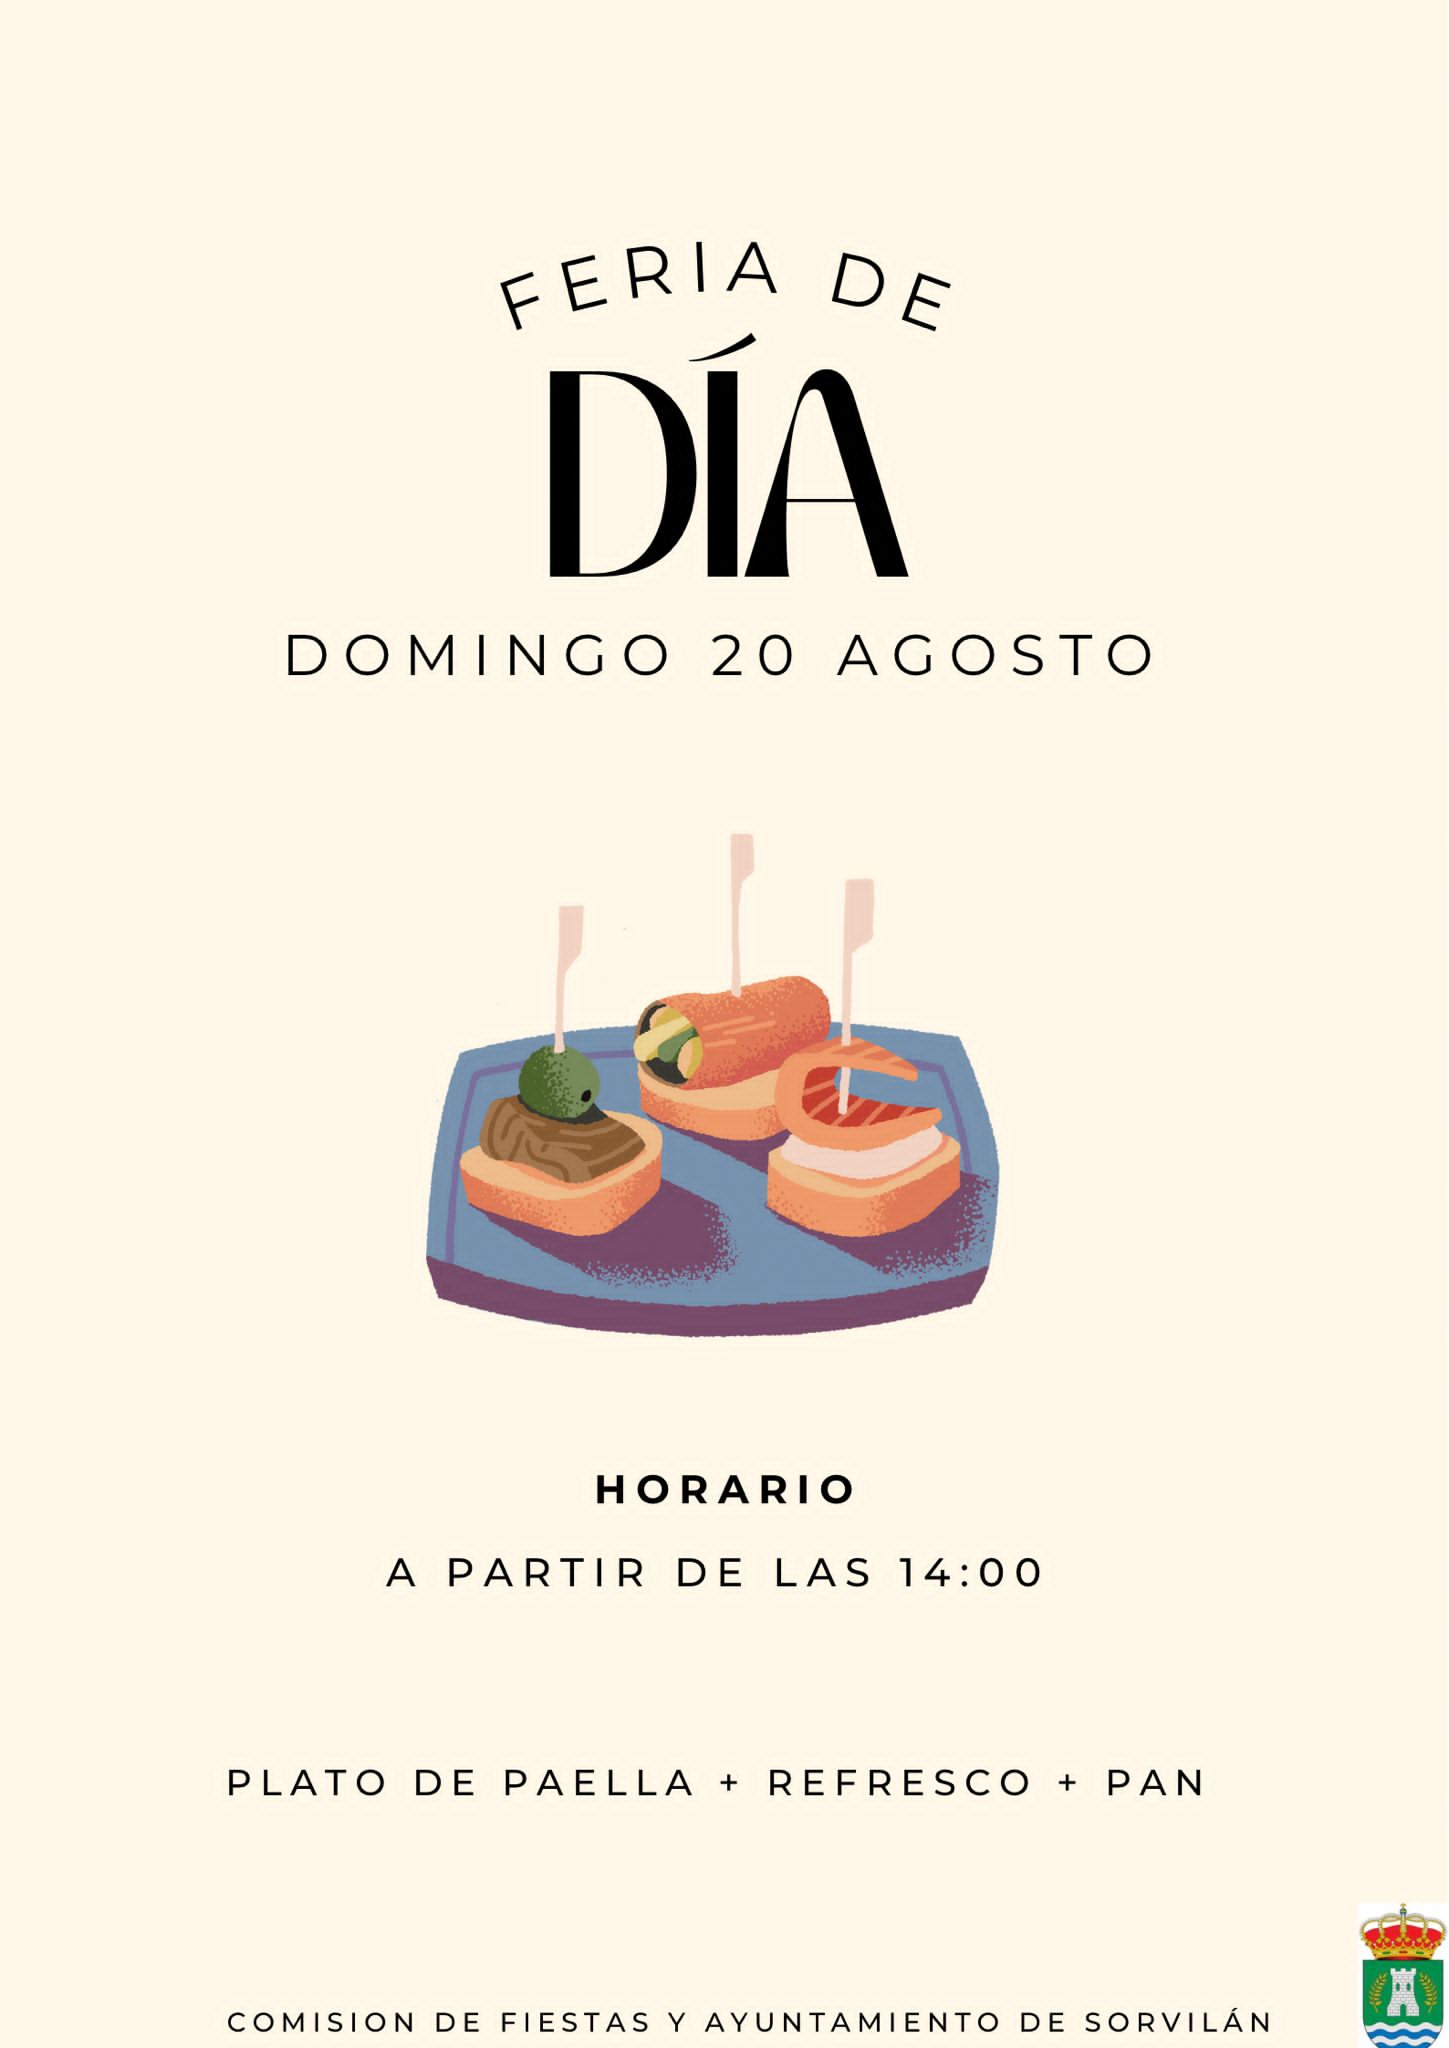 FERIA DE
DÍA
DOMINGO 20 AGOSTO
HORARIO
A PARTIR DE LAS 14:00
PLATO DE PAELLA + REFRESCO + PAN
COMISION DE FIESTAS Y AYUNTAMIENTO DE SORVILÁN